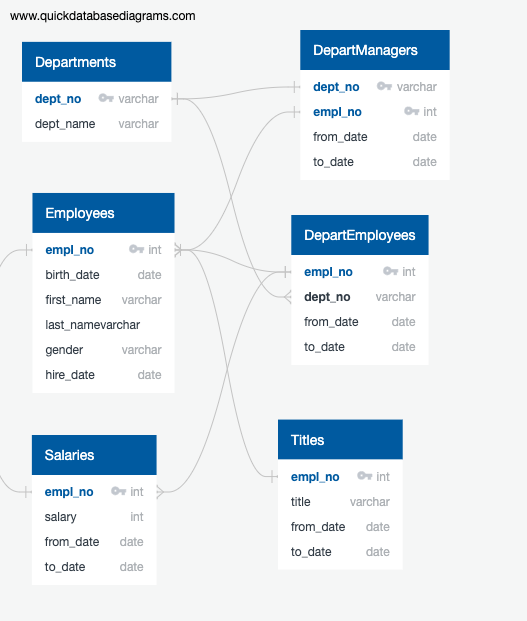 www.quickdatabasediagrams.com
Departments
dept_no varchar
dept_name varchar
DepartManagers
dept_no varchar
empl_no int
from_date date
to_date date
Employees
empl_no int
birth_date date
first_name varchar
last_namevarchar
gender varchar
hire_date date
DepartEmployees
empl_no int
dept_no varchar
from_date date
to_date date
Salaries
empl_no int
salary int
from_date date
to_date date
Titles
empl_no int
title varchar
from_date date
to_date date